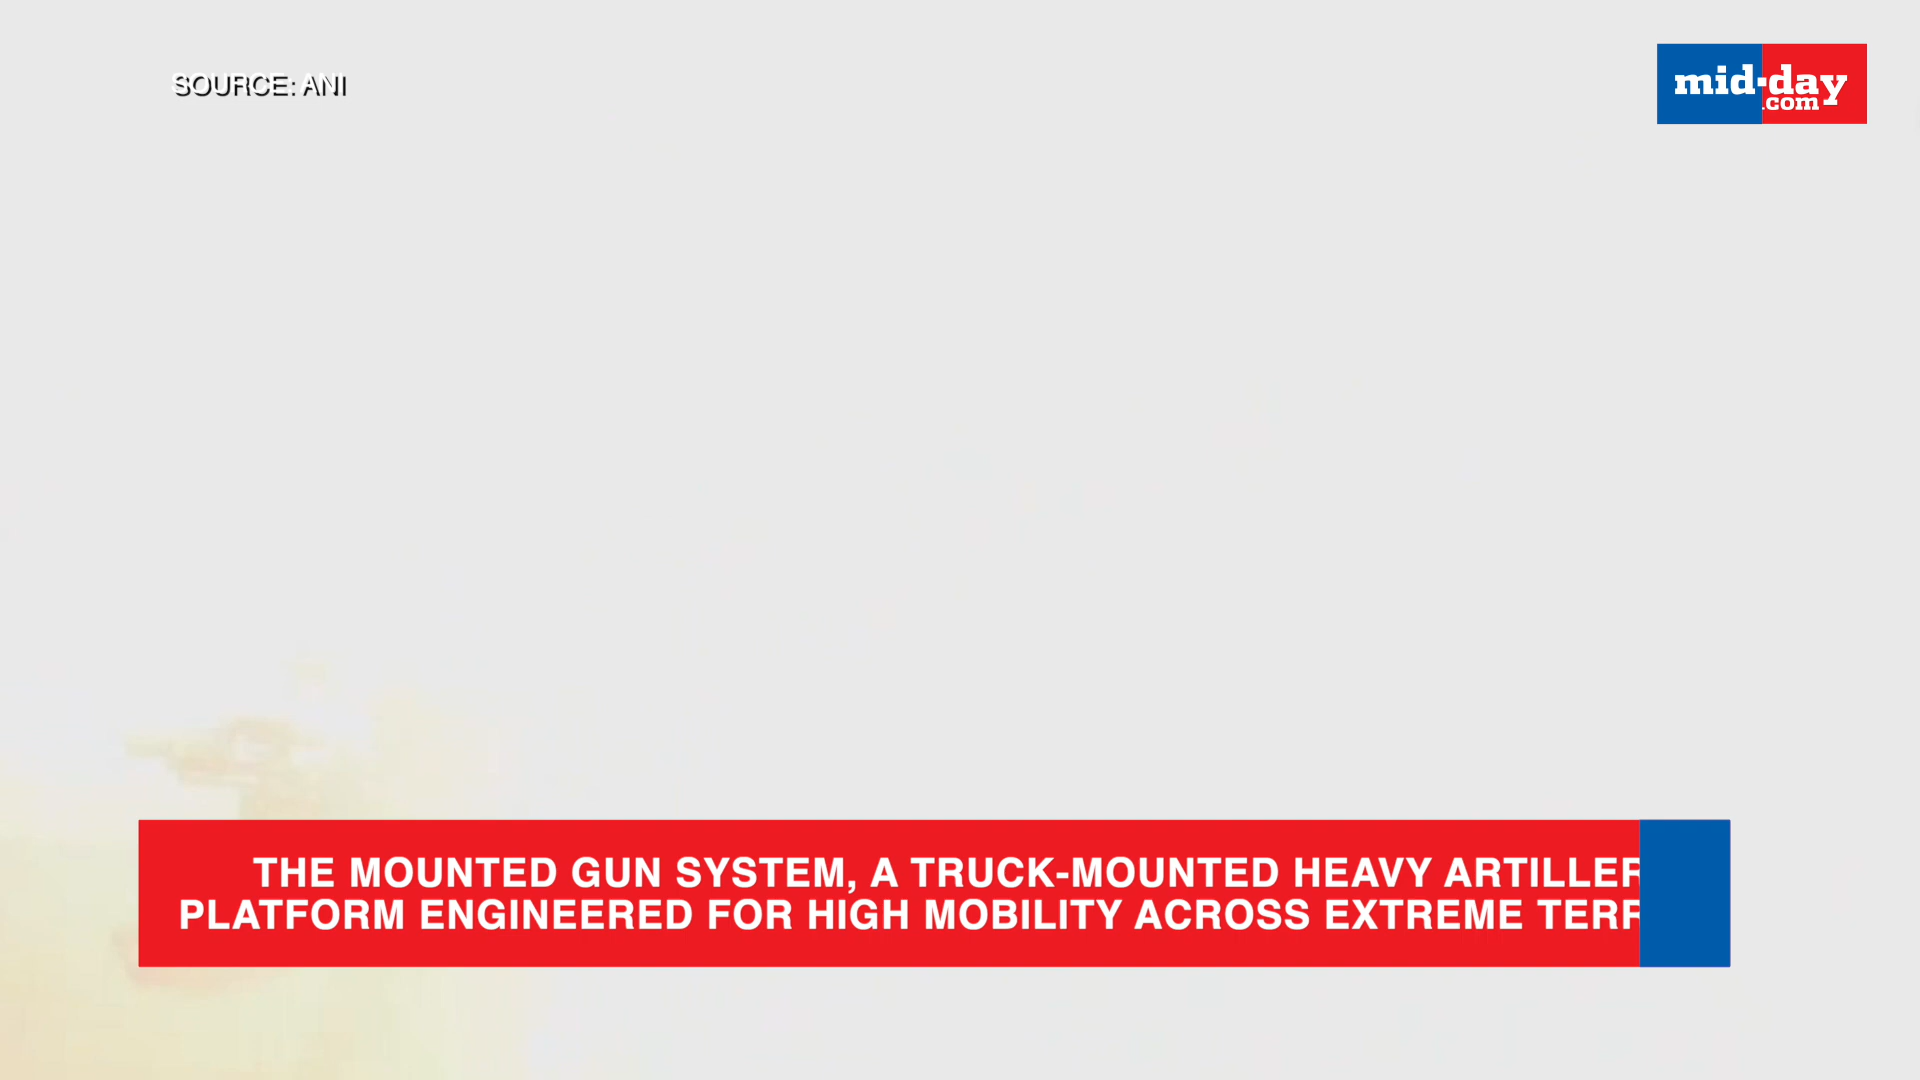 SOURCE: ANI
mid-day
.com
THE MOUNTED GUN SYSTEM, A TRUCK-MOUNTED HEAVY ARTILLER
PLATFORM ENGINEERED FOR HIGH MOBILITY ACROSS EXTREME TERR